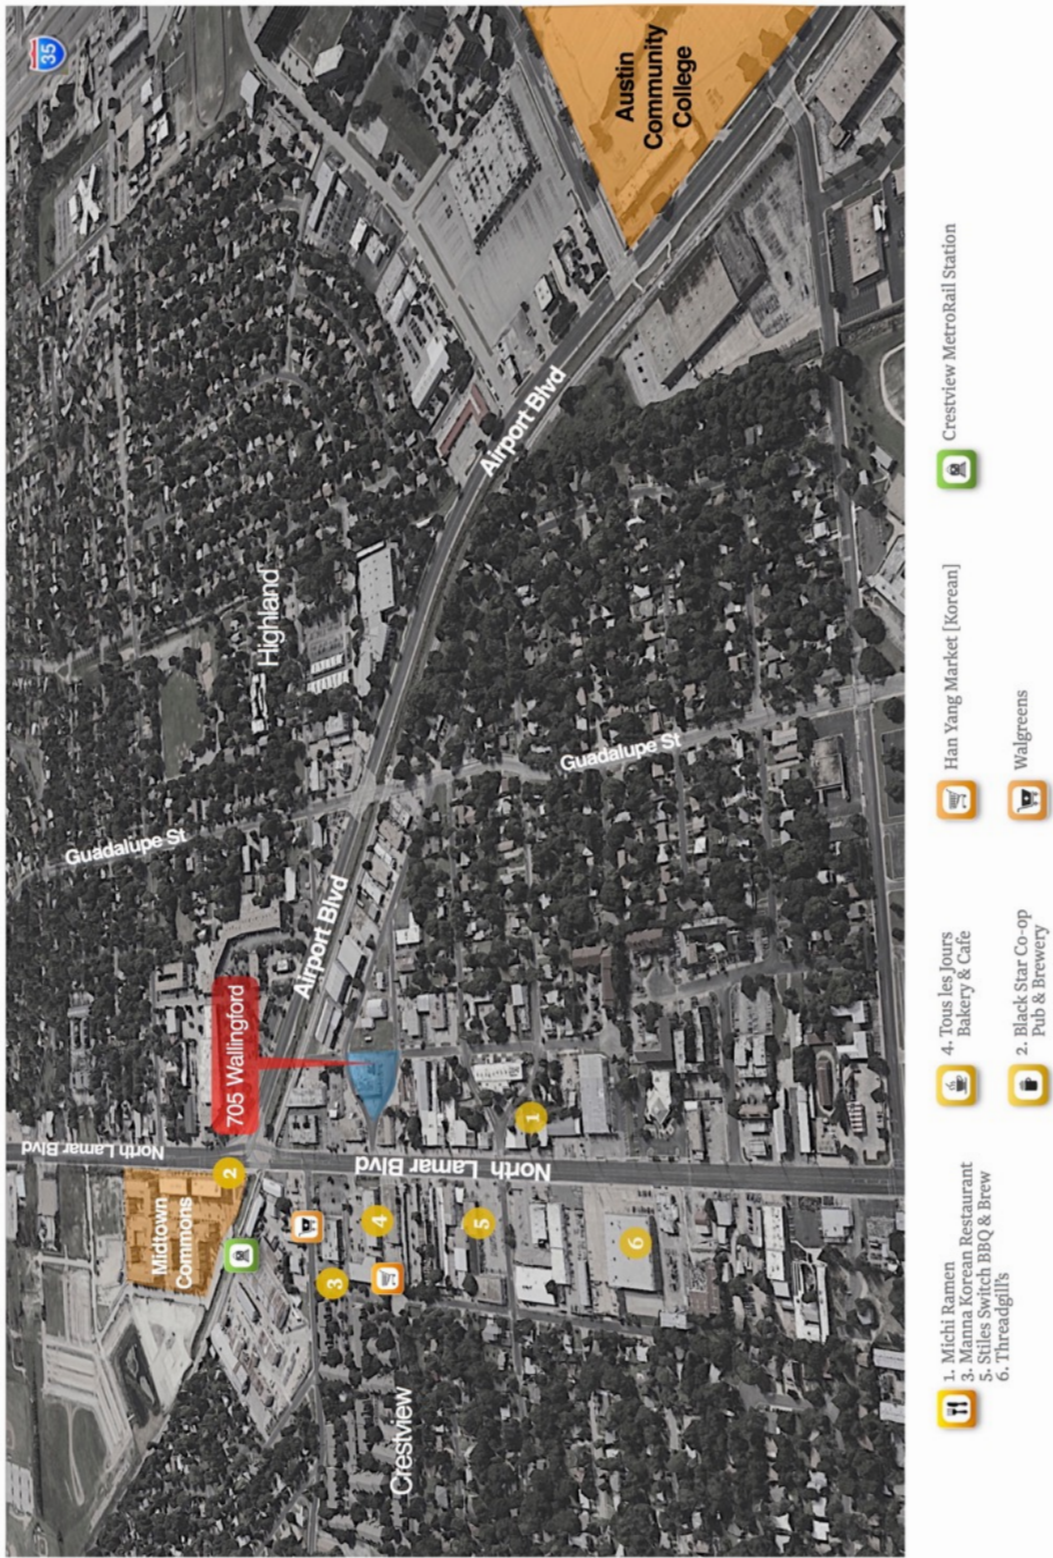 35
Austin
Community
College
Highland
Airport Blvd
Guadalupe St
Guadalupe St
Airport Blvd
705 Wallingford
North Lamar Blvd
North Lamar Blvd
Midtown
Commons
Crestview
1
2
3
4
5
6
1. Michi Ramen
3. Manna Korean Restaurant
5. Stiles Switch BBQ & Brew
6. Threadgill's
4. Tous les Jours
Bakery & Cafe
2. Black Star Co-op
Pub & Brewery
Han Yang Market [Korean]
Walgreens
Crestview MetroRail Station